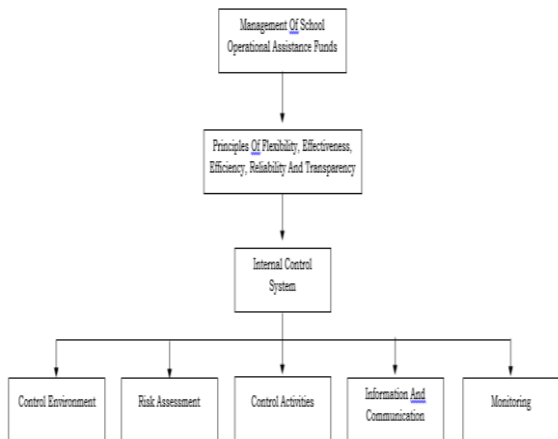 Management Of School
Operational Assistance Funds
Principles Of Flexibility, Effectiveness,
Efficiency, Reliability And Transparency
Internal Control
System
Control Environment
Risk Assessment
Control Activities
Information And
Communication
Monitoring